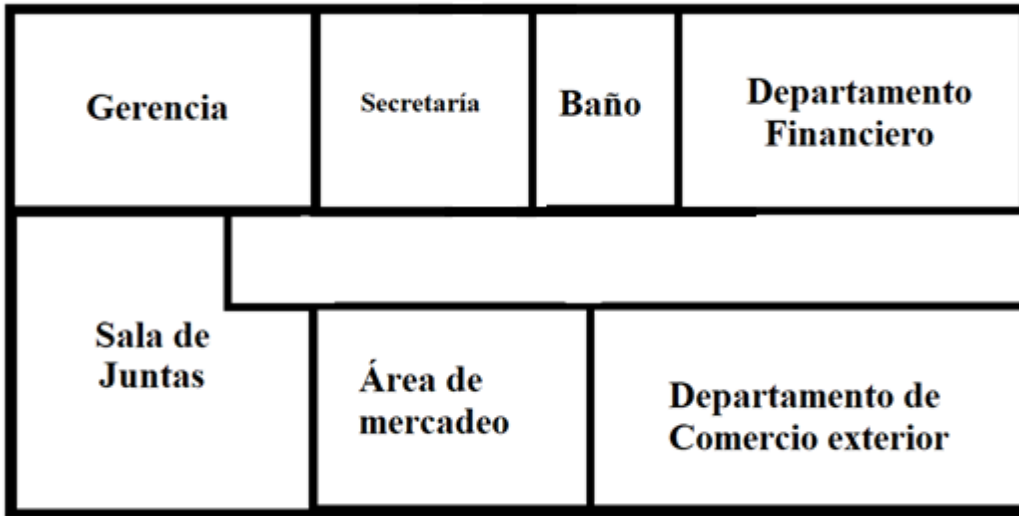 Gerencia
Secretaría
Baño
Departamento
Financiero
Sala de
Juntas
Área de
mercadeo
Departamento de
Comercio exterior